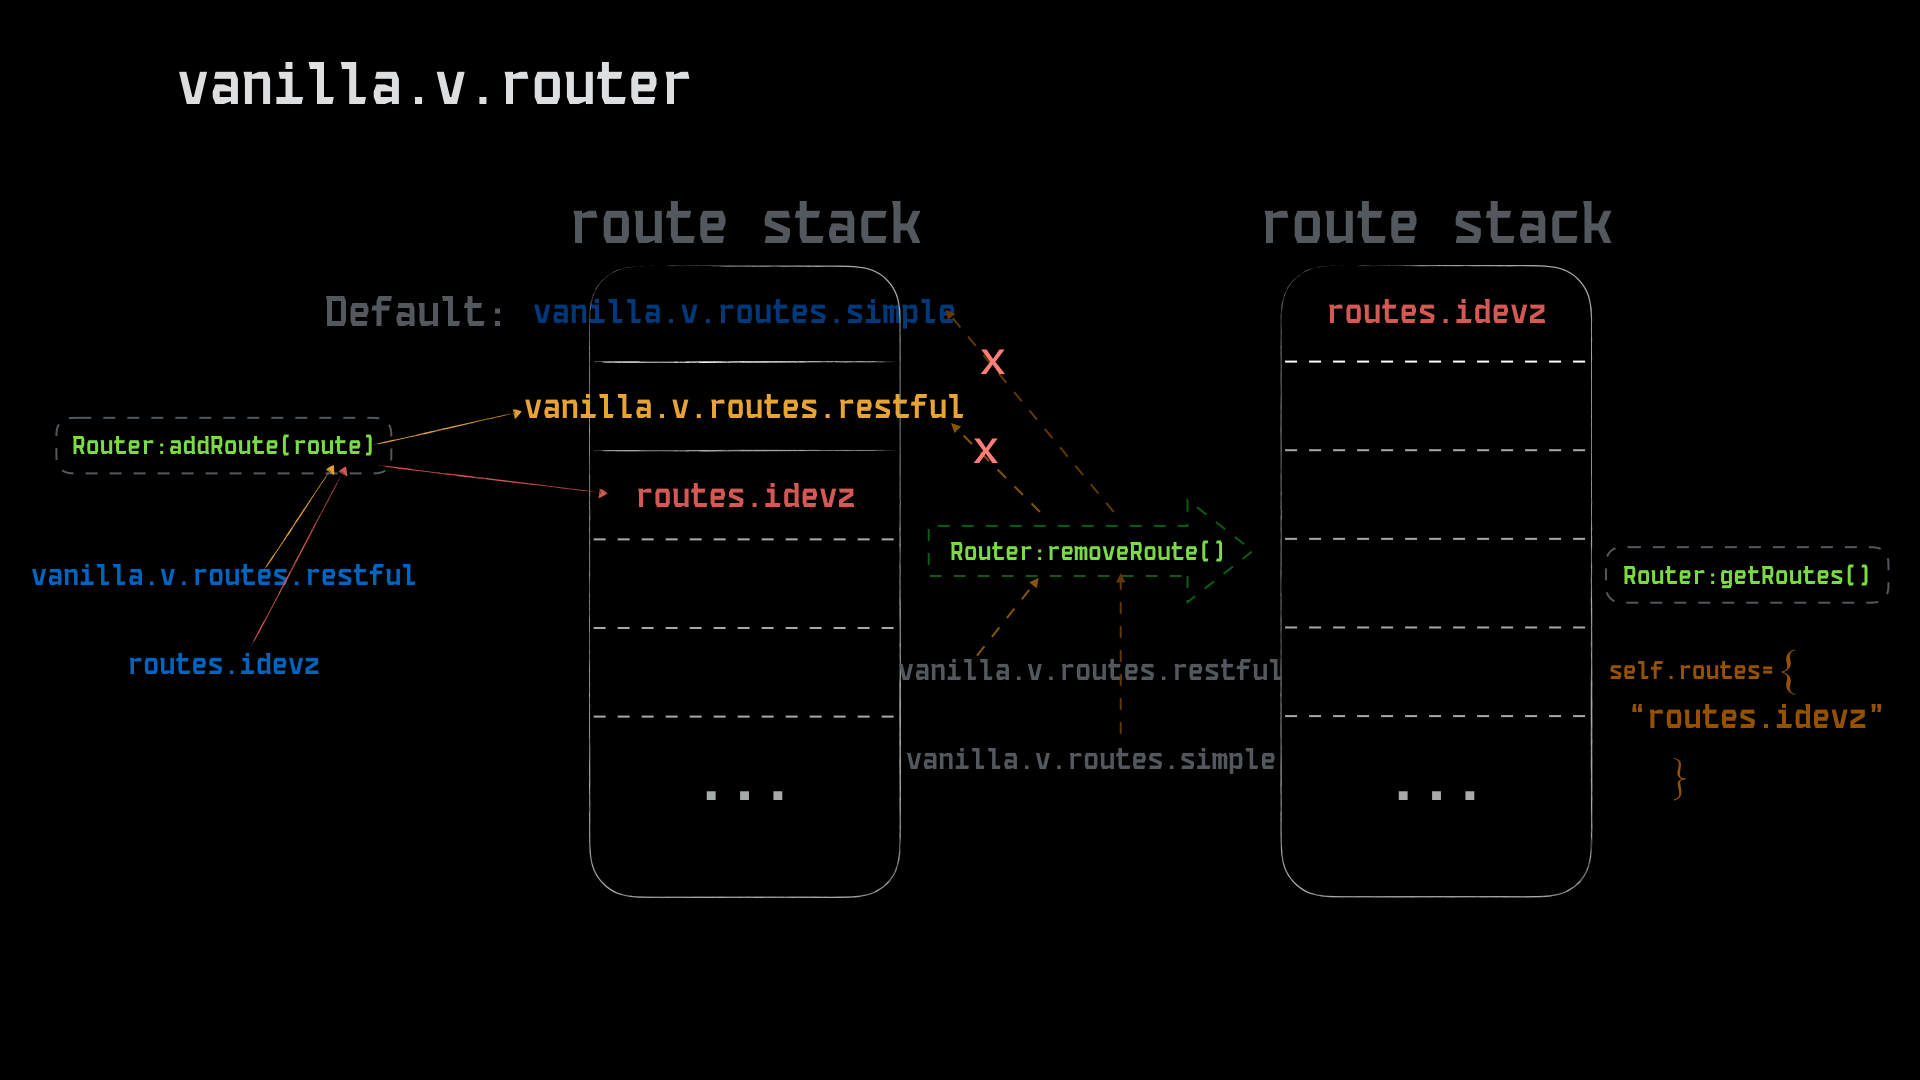 vanilla.v.router
route stack
route stack
Default:
vanilla.v.routes.simple
routes.idevz
X
vanilla.v.routes.restful
Router:addRoute(route)
X
routes.idevz
Router:removeRoute()
vanilla.v.routes.restful
Router:getRoutes()
routes.idevz
vanilla.v.routes.restful
self.routes={
“routes.idevz”
vanilla.v.routes.simple
}
...
...